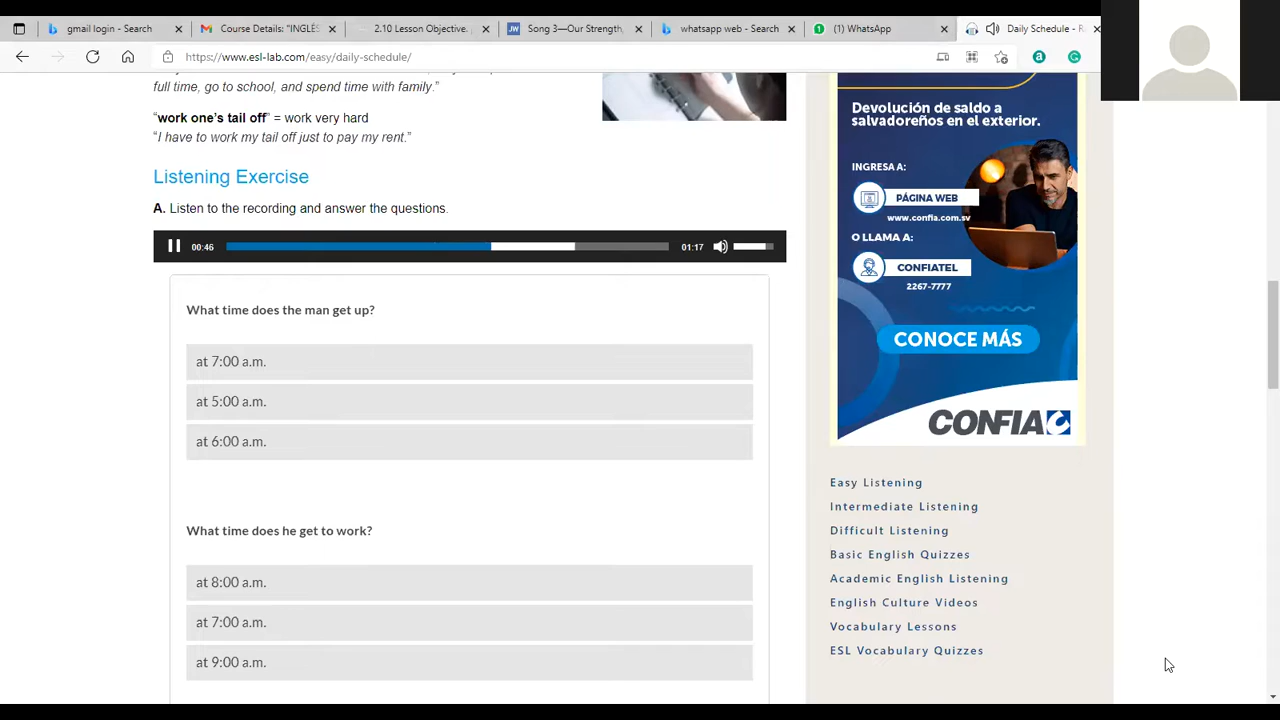 gmail login - Search
Course Details: "INGLÉS
2.10 Lesson Objective.
Song 3—Our Strength,
whatsapp web - Search
(1) WhatsApp
Daily Schedule - R
https://www.esl-lab.com/easy/daily-schedule/
full time, go to school, and spend time with family."
"work one's tail off" = work very hard
"I have to work my tail off just to pay my rent."
Listening Exercise
A. Listen to the recording and answer the questions.
00:46
01:17
What time does the man get up?
at 7:00 a.m.
at 5:00 a.m.
at 6:00 a.m.
What time does he get to work?
at 8:00 a.m.
at 7:00 a.m.
at 9:00 a.m.
Devolución de saldo a
salvadoreños en el exterior.
INGRESA A:
PÁGINA WEB
www.confia.com.sv
O LLAMA A:
CONFIATEL
2267-7777
CONOCE MÁS
CONFIA
Easy Listening
Intermediate Listening
Difficult Listening
Basic English Quizzes
Academic English Listening
English Culture Videos
Vocabulary Lessons
ESL Vocabulary Quizzes